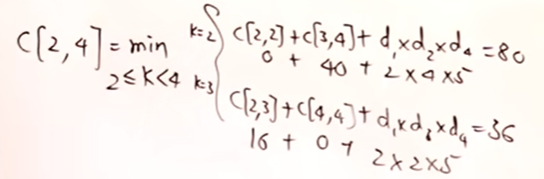 C[2,4] = min 2≤K<4
K=2 C[2,2]+C[3,4]+ d₁×d₂×d₄ =80
0 + 40 + 2×4×5
K=3 C[2,3]+C[4,4]+ d₁×d₃×d₄=36
16 + 0 + 2×2×5